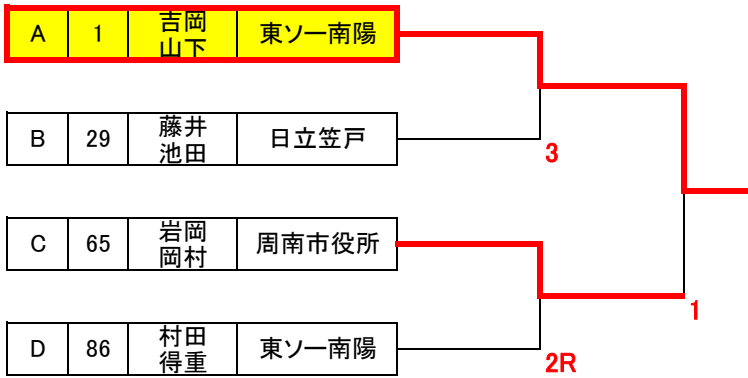 A 1 吉岡 山下 東ソー南陽
B 29 藤井 池田 日立笠戸
3
C 65 岩岡 岡村 周南市役所
1
D 86 村田 得重 東ソー南陽
2R